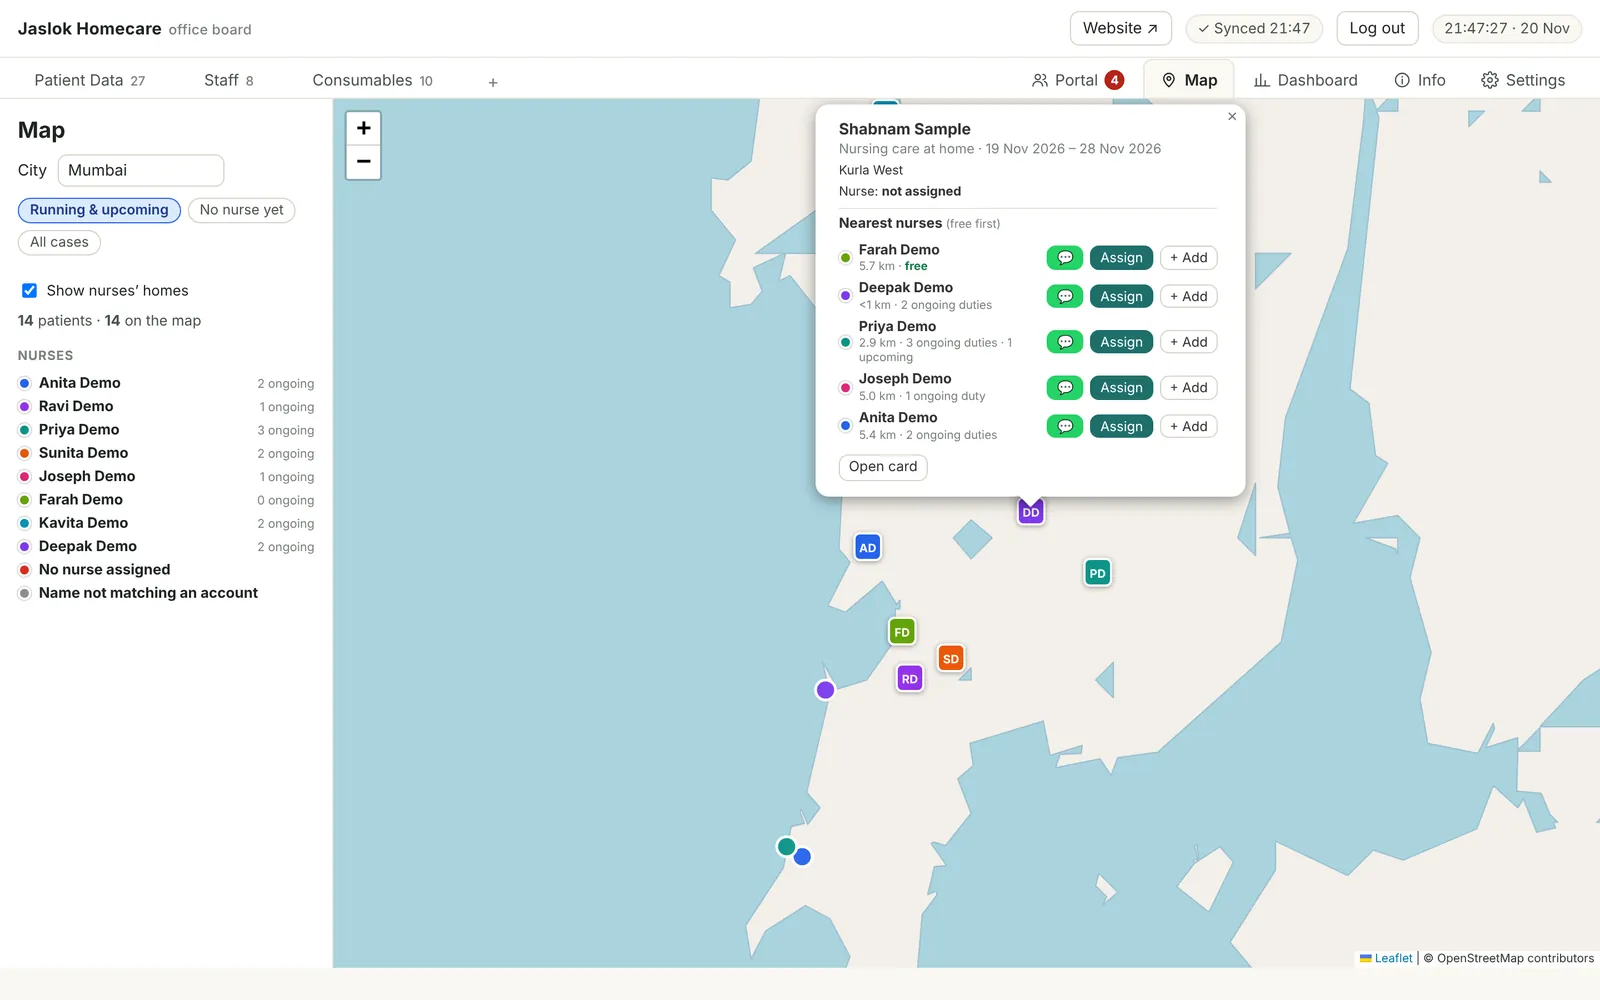 Jaslok Homecare office board
Website ↗
✓ Synced 21:47
Log out
21:47:27 · 20 Nov
Patient Data 27
Staff 8
Consumables 10
+
Portal 4
Map
Dashboard
Info
Settings
Map
City Mumbai
Running & upcoming
No nurse yet
All cases
Show nurses’ homes
14 patients · 14 on the map
NURSES
Anita Demo 2 ongoing
Ravi Demo 1 ongoing
Priya Demo 3 ongoing
Sunita Demo 2 ongoing
Joseph Demo 1 ongoing
Farah Demo 0 ongoing
Kavita Demo 2 ongoing
Deepak Demo 2 ongoing
No nurse assigned
Name not matching an account
+
−
×
Shabnam Sample
Nursing care at home · 19 Nov 2026 – 28 Nov 2026
Kurla West
Nurse: not assigned
Nearest nurses (free first)
Farah Demo
5.7 km · free
Assign
+ Add
Deepak Demo
<1 km · 2 ongoing duties
Assign
+ Add
Priya Demo
2.9 km · 3 ongoing duties · 1
upcoming
Assign
+ Add
Joseph Demo
5.0 km · 1 ongoing duty
Assign
+ Add
Anita Demo
5.4 km · 2 ongoing duties
Assign
+ Add
Open card
DD
AD
PD
FD
SD
RD
Leaflet | © OpenStreetMap contributors